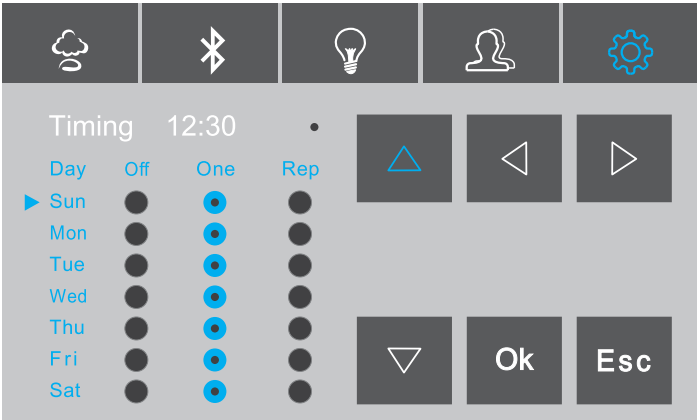 Timing 12:30
Day Off One Rep
Sun
Mon
Tue
Wed
Thu
Fri
Sat
Ok Esc